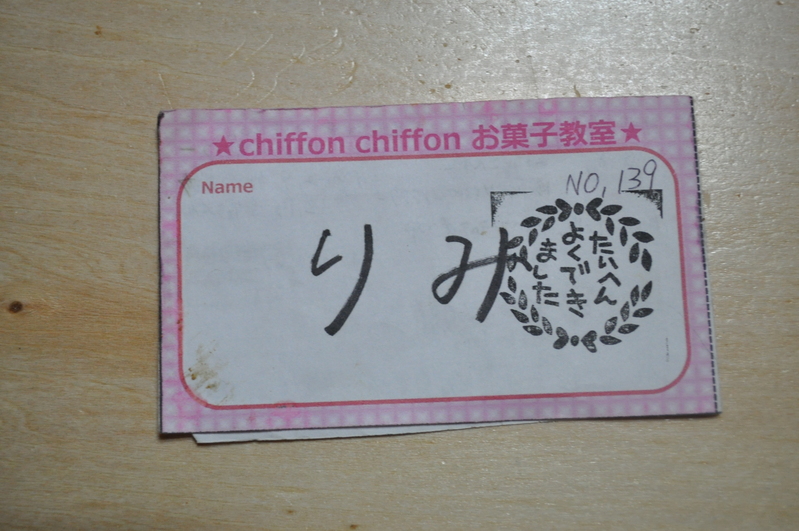 ★chiffon chiffon お菓子教室★
Name
NO, 139
りみ
たいへん
よくでき
ました